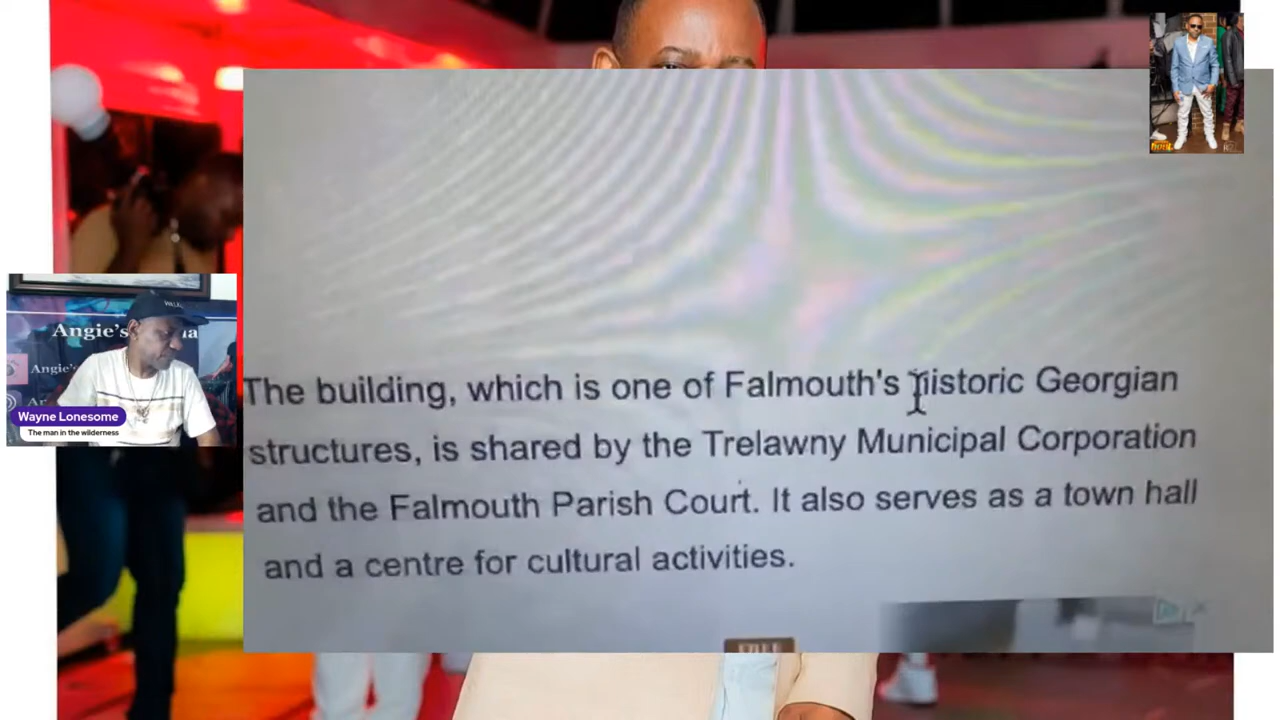 Angie's
Angie's
Wayne Lonesome
The man in the wilderness
The building, which is one of Falmouth's historic Georgian
structures, is shared by the Trelawny Municipal Corporation
and the Falmouth Parish Court. It also serves as a town hall
and a centre for cultural activities.